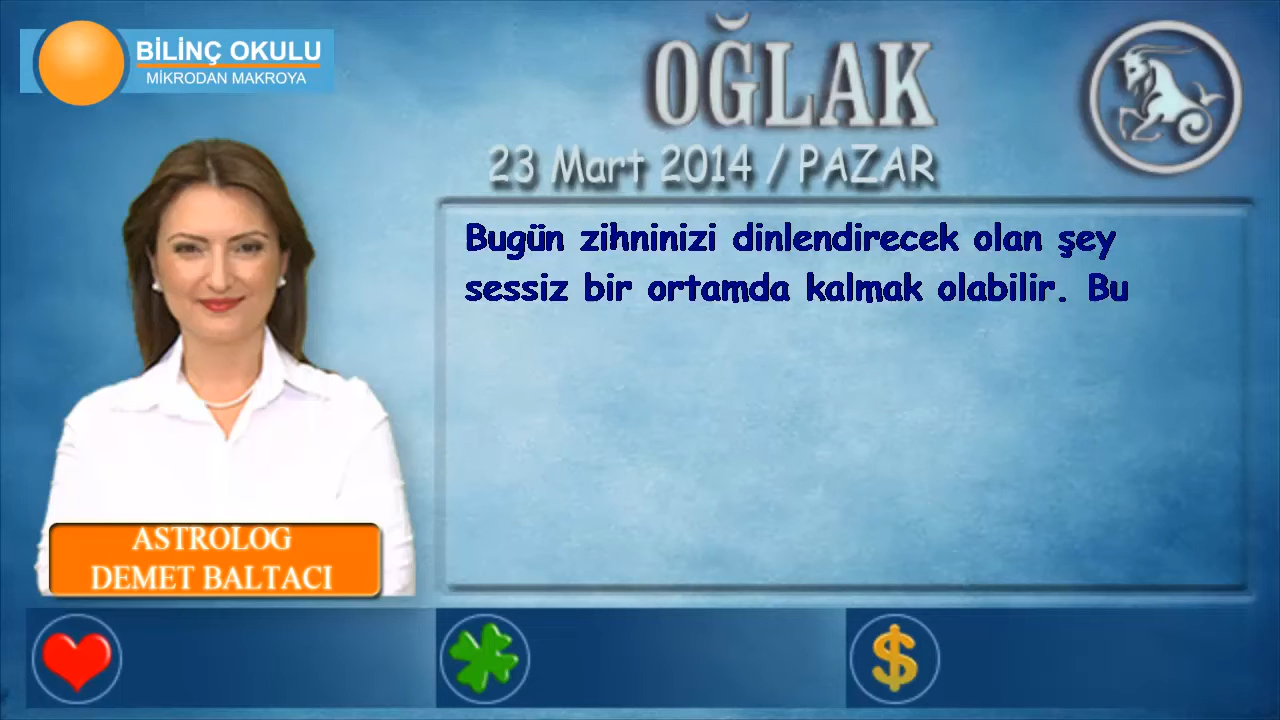 BİLİNÇ OKULU
MİKRODAN MAKROYA
OĞLAK
23 Mart 2014 / PAZAR
Bugün zihninizi dinlendirecek olan şey
sessiz bir ortamda kalmak olabilir. Bu
ASTROLOG
DEMET BALTACI